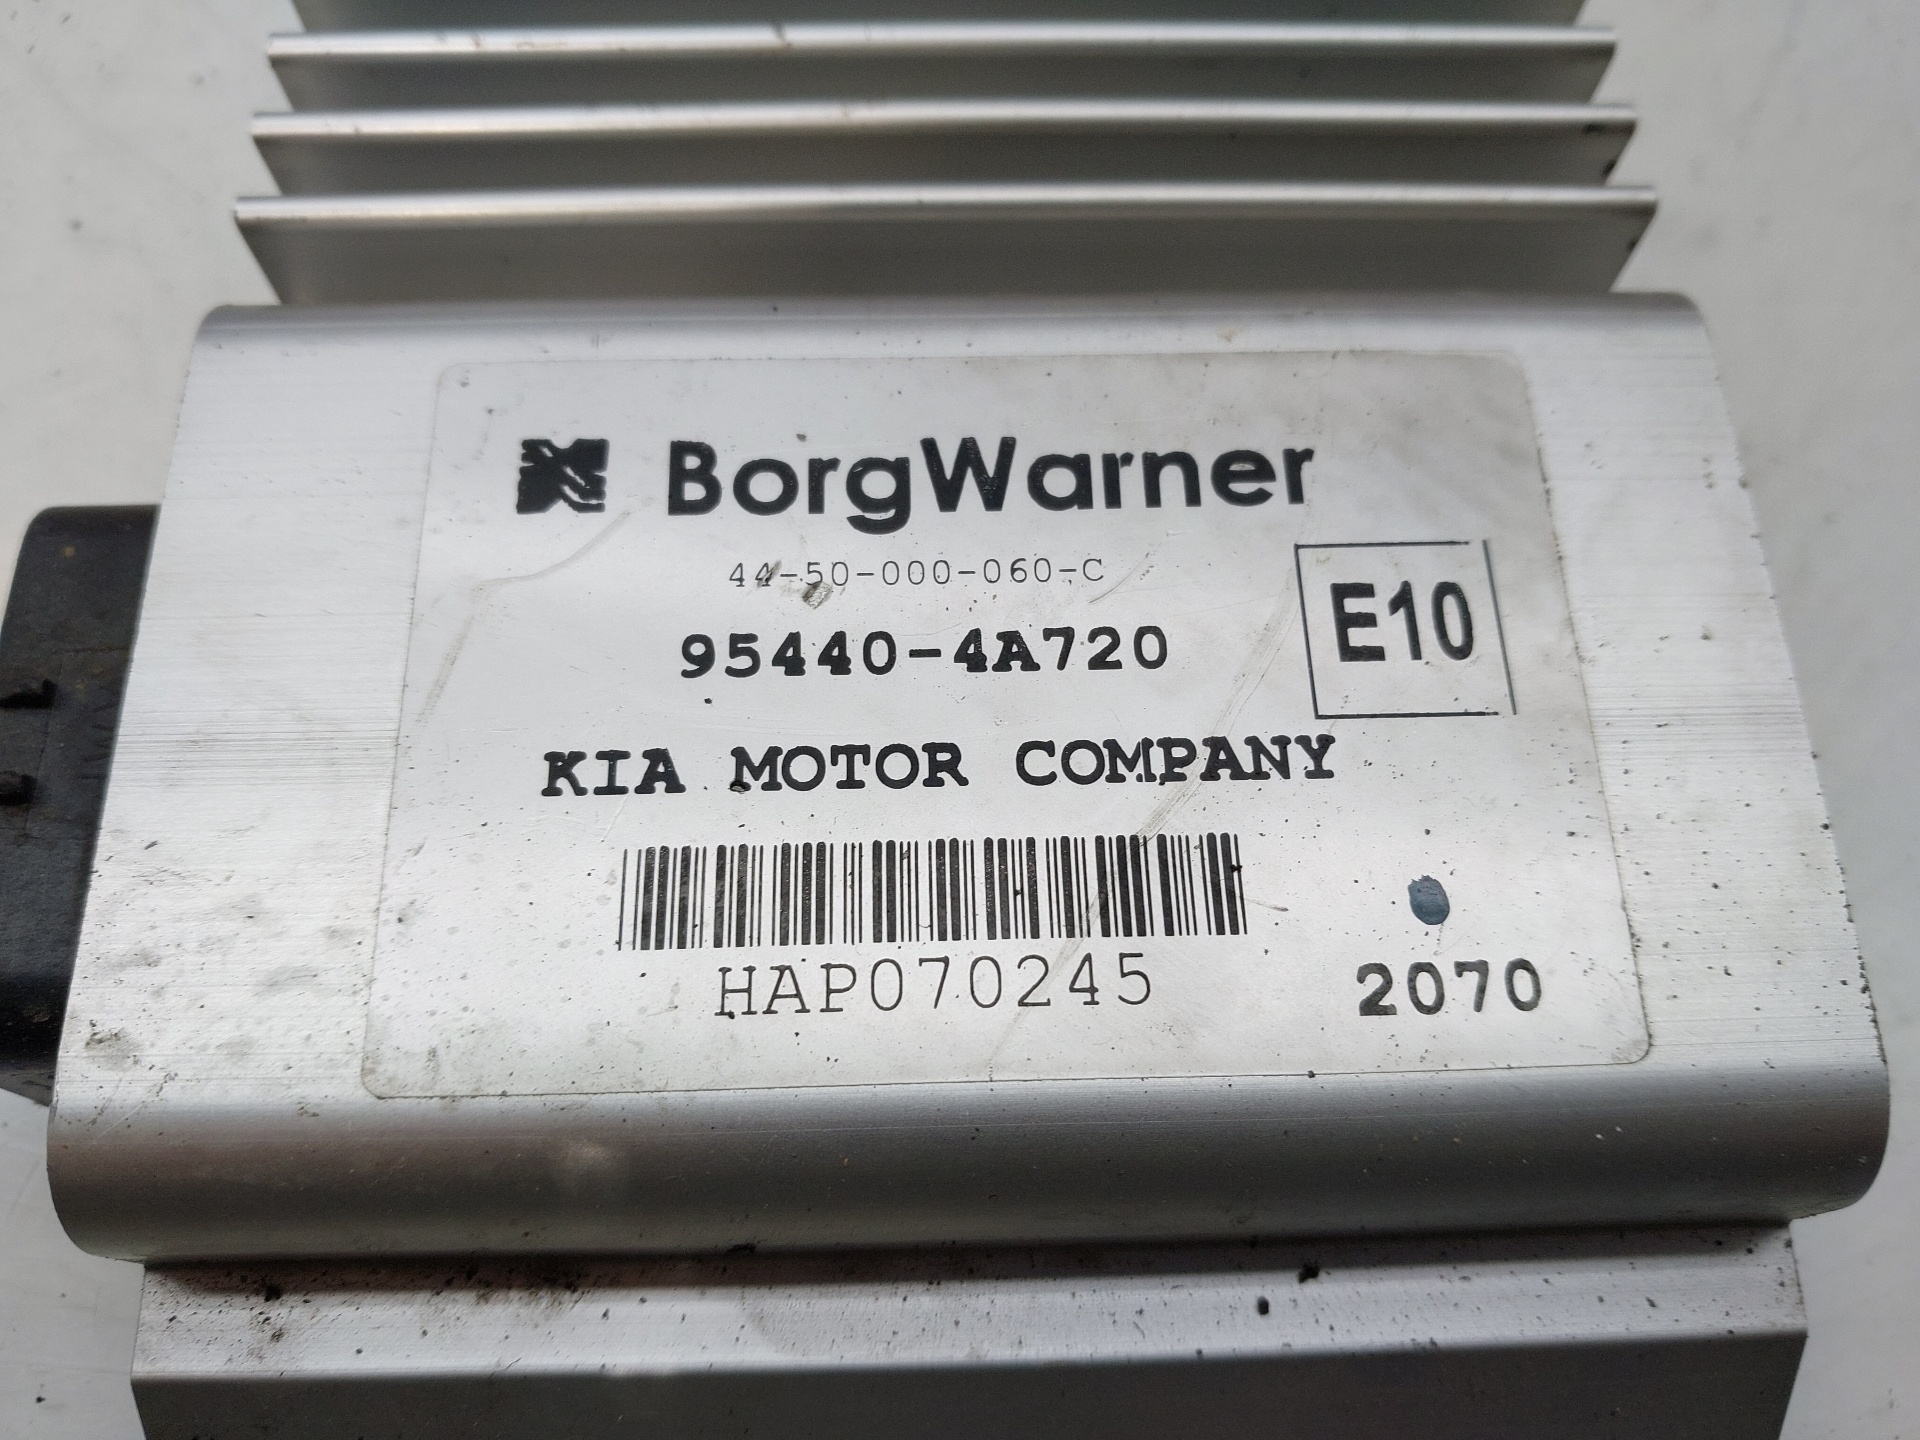 BorgWarner
44-50-000-060-C
95440-4A720
E10
KIA MOTOR COMPANY
HAP070245
2070